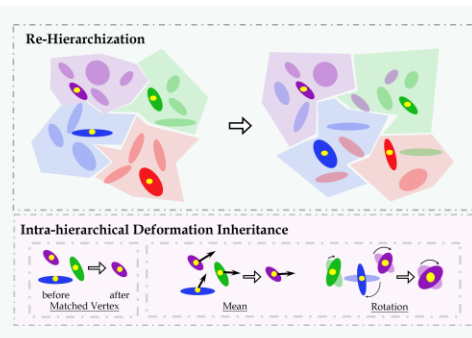 Re-Hierarchization
Intra-hierarchical Deformation Inheritance
before after
Matched Vertex
Mean
Rotation